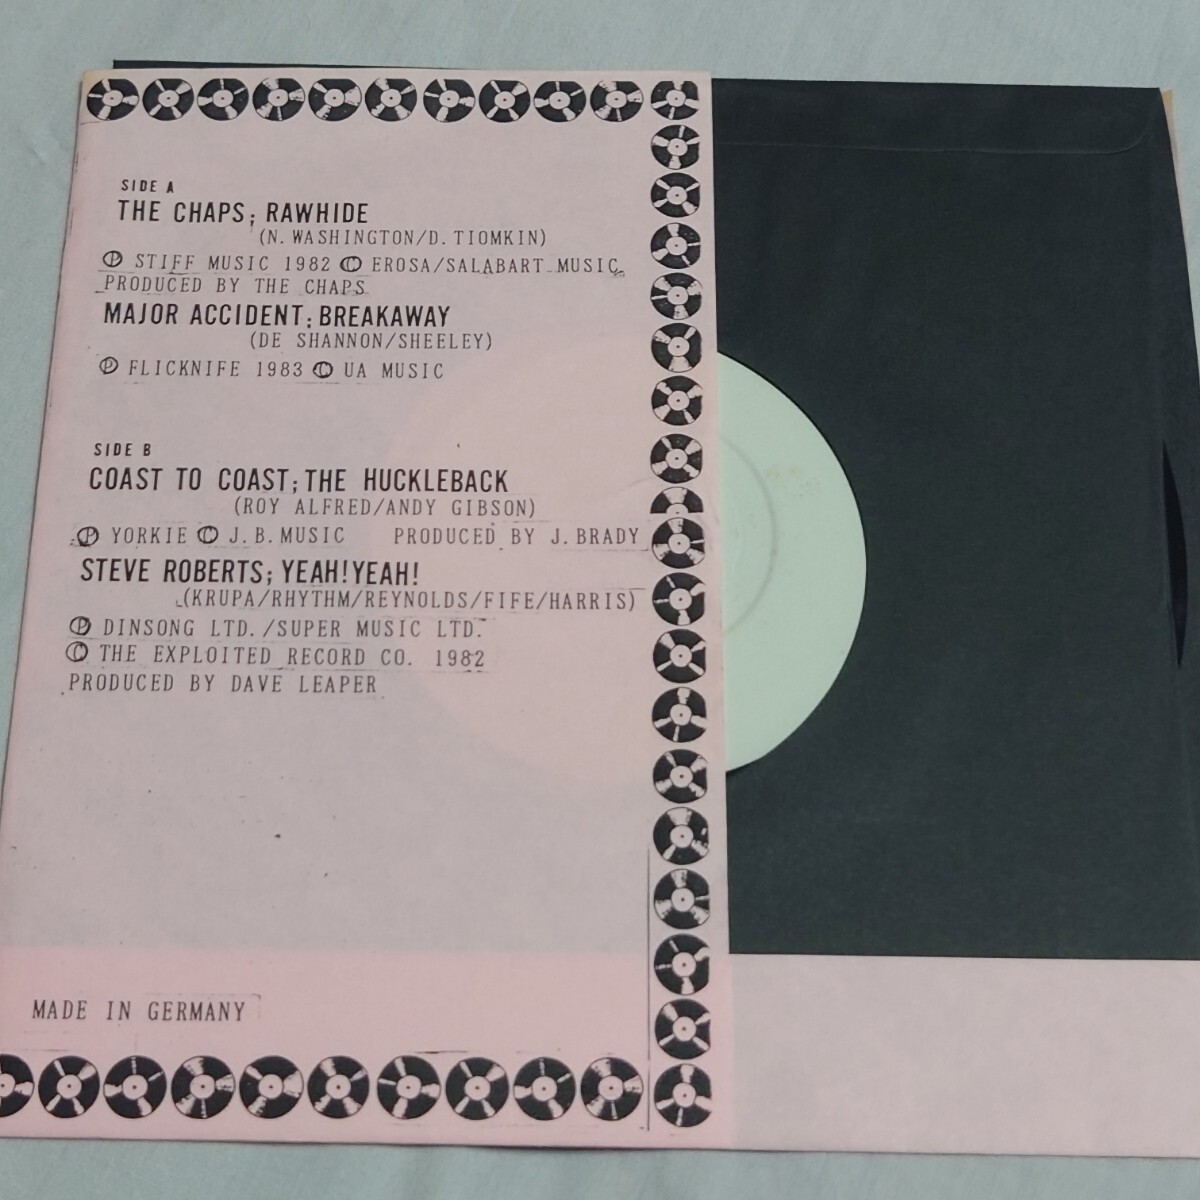 SIDE A
THE CHAPS; RAWHIDE
(N. WASHINGTON/D. TIOMKIN)
Ⓟ STIFF MUSIC 1982 © EROSA/SALABART MUSIC
PRODUCED BY THE CHAPS
MAJOR ACCIDENT; BREAKAWAY
(DE SHANNON/SHEELEY)
Ⓟ FLICKNIFE 1983 © UA MUSIC
SIDE B
COAST TO COAST; THE HUCKLEBACK
(ROY ALFRED/ANDY GIBSON)
Ⓟ YORKIE © J.B. MUSIC PRODUCED BY J. BRADY
STEVE ROBERTS; YEAH! YEAH!
(KRUPA/RHYTHM/REYNOLDS/FIFE/HARRIS)
Ⓟ DINSONG LTD./SUPER MUSIC LTD.
© THE EXPLOITED RECORD CO. 1982
PRODUCED BY DAVE LEAPER
MADE IN GERMANY